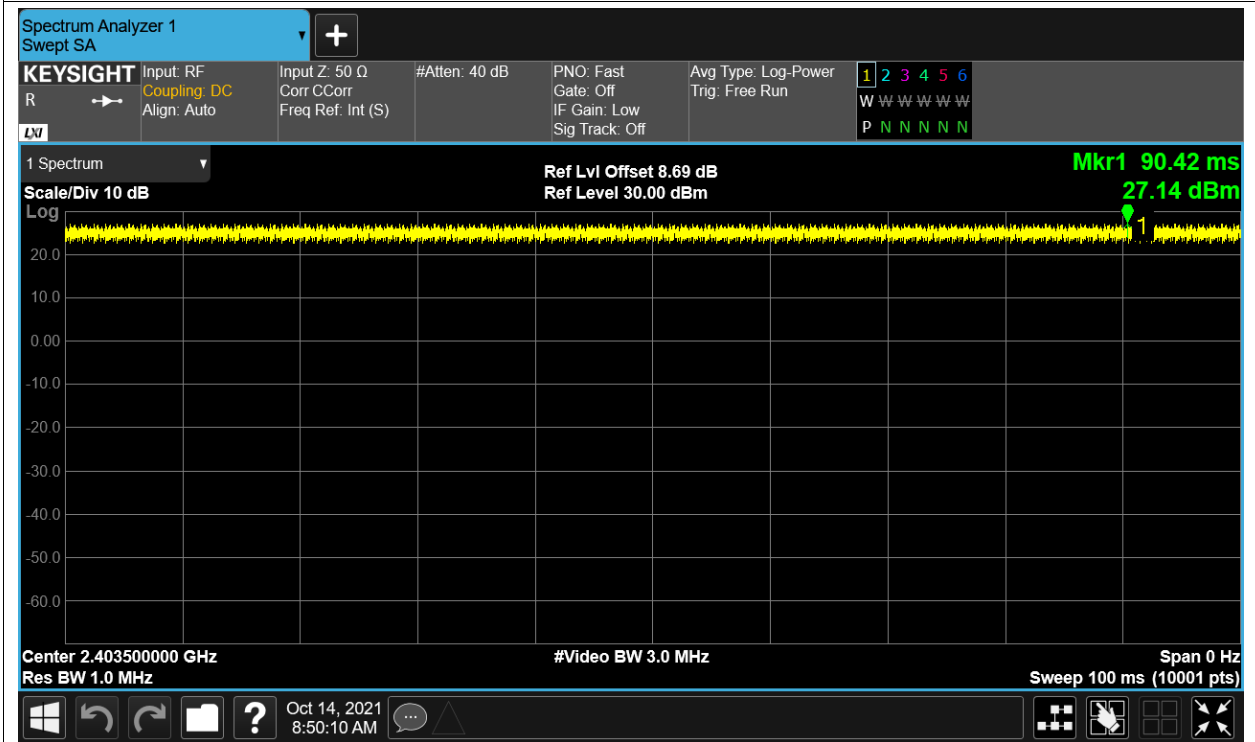 Spectrum Analyzer 1
Swept SA
KEYSIGHT
R
LXI
Input: RF
Coupling: DC
Align: Auto
Input Z: 50 Ω
Corr CCorr
Freq Ref: Int (S)
#Atten: 40 dB
PNO: Fast
Gate: Off
IF Gain: Low
Sig Track: Off
Avg Type: Log-Power
Trig: Free Run
1 2 3 4 5 6
W W W W W W
P N N N N N
1 Spectrum
Scale/Div 10 dB
Log
Ref Lvl Offset 8.69 dB
Ref Level 30.00 dBm
Mkr1 90.42 ms
27.14 dBm
1
20.0
10.0
0.00
-10.0
-20.0
-30.0
-40.0
-50.0
-60.0
Center 2.403500000 GHz
Res BW 1.0 MHz
#Video BW 3.0 MHz
Span 0 Hz
Sweep 100 ms (10001 pts)
?
Oct 14, 2021
8:50:10 AM